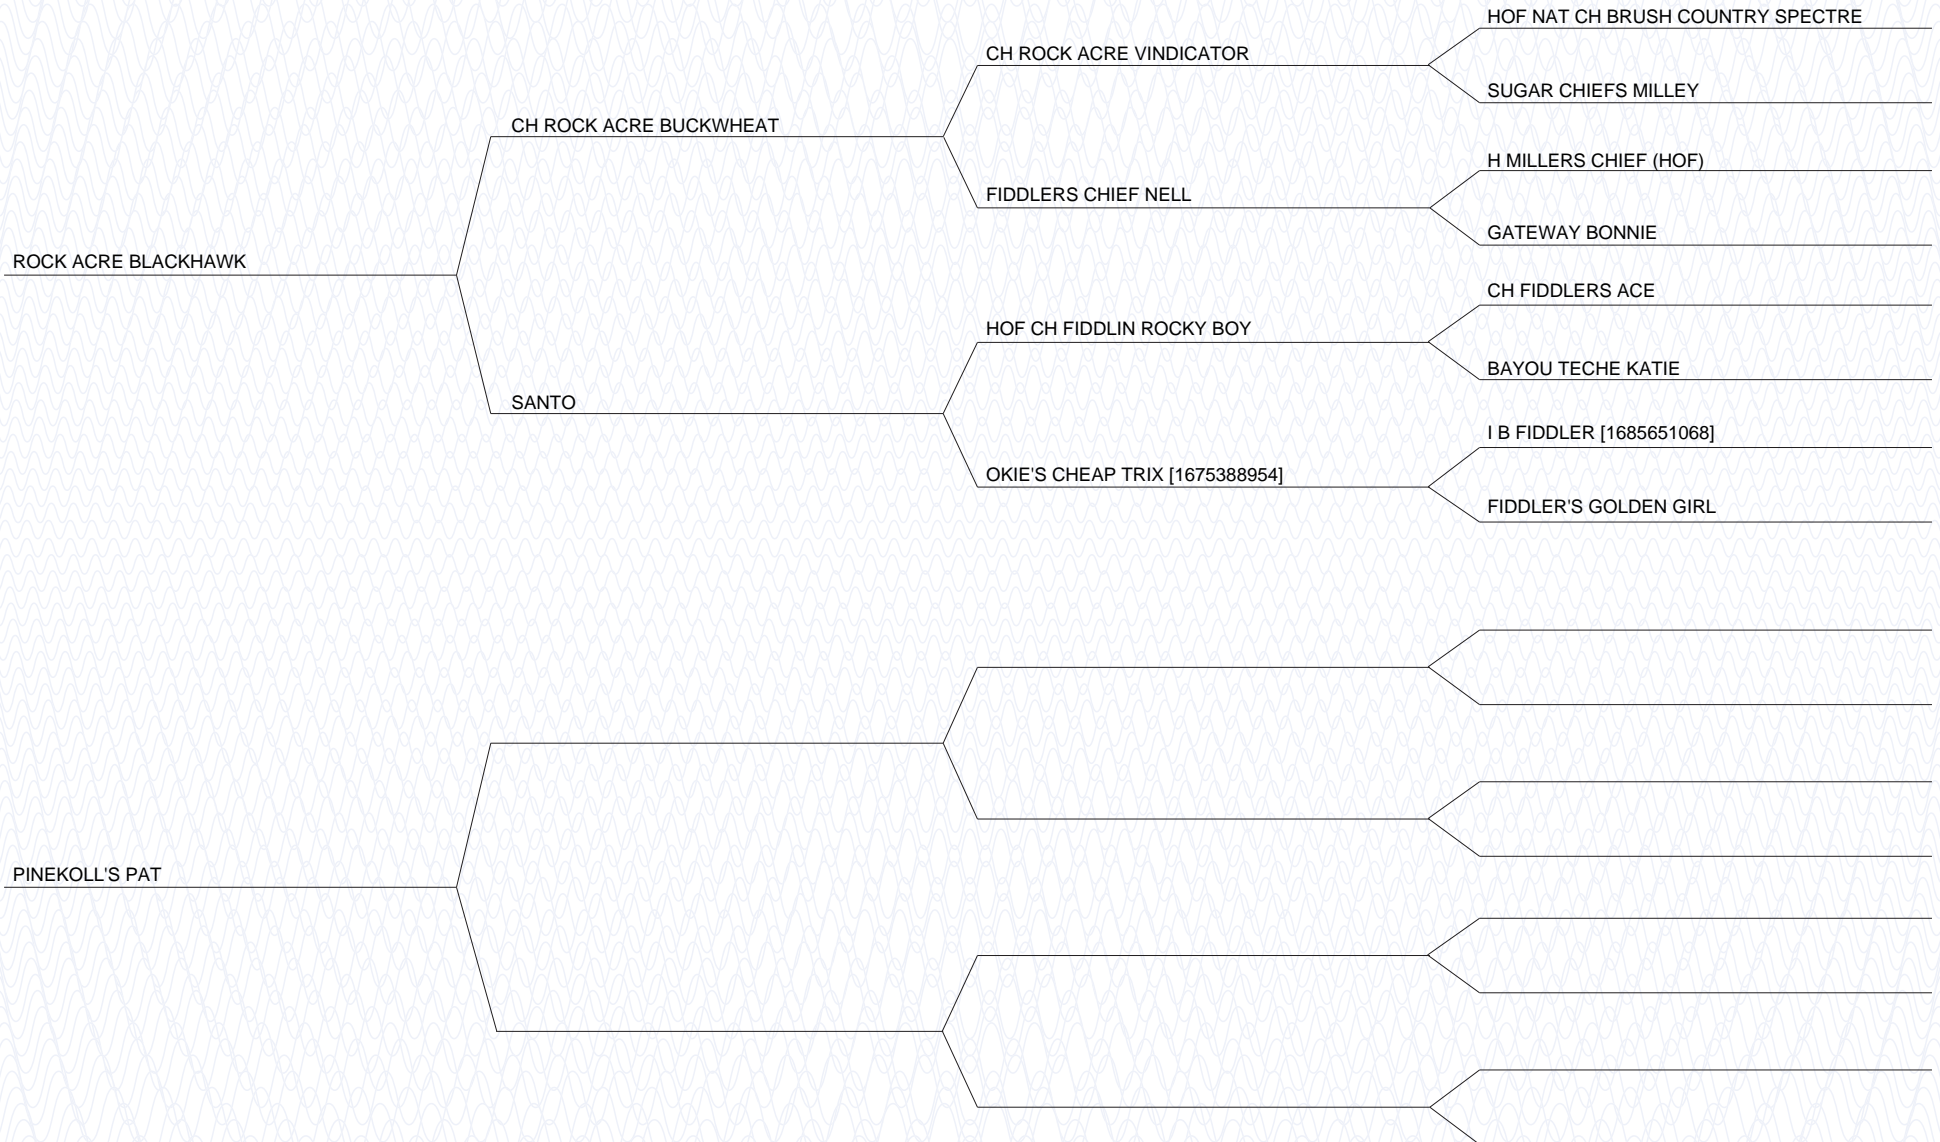 HOF NAT CH BRUSH COUNTRY SPECTRE
CH ROCK ACRE VINDICATOR
SUGAR CHIEFS MILLEY
CH ROCK ACRE BUCKWHEAT
H MILLERS CHIEF (HOF)
FIDDLERS CHIEF NELL
GATEWAY BONNIE
ROCK ACRE BLACKHAWK
CH FIDDLERS ACE
HOF CH FIDDLIN ROCKY BOY
BAYOU TECHE KATIE
SANTO
I B FIDDLER [1685651068]
OKIE'S CHEAP TRIX [1675388954]
FIDDLER'S GOLDEN GIRL
PINEKOLL'S PAT